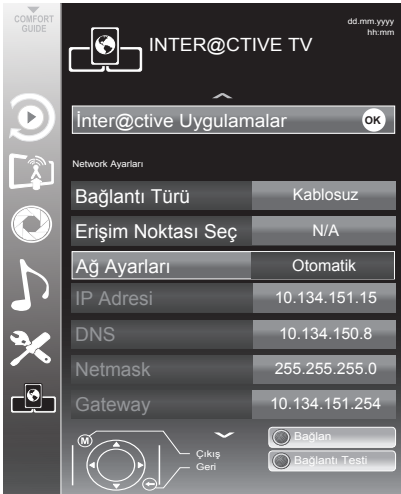 COMFORT
GUIDE
INTER@CTIVE TV
dd.mm.yyyy
hh:mm
İnter@ctive Uygulamalar
OK
Network Ayarları
Bağlantı Türü Kablosuz
Erişim Noktası Seç N/A
Ağ Ayarları Otomatik
IP Adresi 10.134.151.15
DNS 10.134.150.8
Netmask 255.255.255.0
Gateway 10.134.151.254
M
Çıkış
Geri
Bağlan
Bağlantı Testi